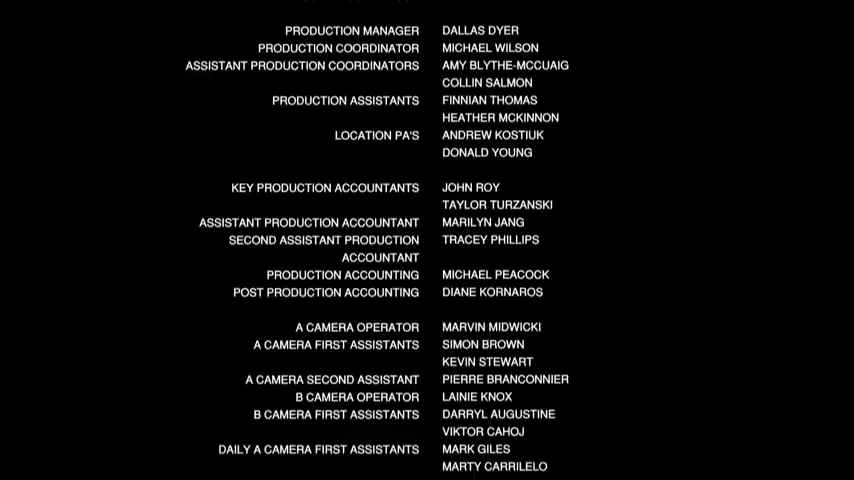 PRODUCTION MANAGER DALLAS DYER
PRODUCTION COORDINATOR MICHAEL WILSON
ASSISTANT PRODUCTION COORDINATORS AMY BLYTHE-MCCUAIG
COLLIN SALMON
PRODUCTION ASSISTANTS FINNIAN THOMAS
HEATHER MCKINNON
LOCATION PA'S ANDREW KOSTIUK
DONALD YOUNG
KEY PRODUCTION ACCOUNTANTS JOHN ROY
TAYLOR TURZANSKI
ASSISTANT PRODUCTION ACCOUNTANT MARILYN JANG
SECOND ASSISTANT PRODUCTION TRACEY PHILLIPS
ACCOUNTANT
PRODUCTION ACCOUNTING MICHAEL PEACOCK
POST PRODUCTION ACCOUNTING DIANE KORNAROS
A CAMERA OPERATOR MARVIN MIDWICKI
A CAMERA FIRST ASSISTANTS SIMON BROWN
KEVIN STEWART
A CAMERA SECOND ASSISTANT PIERRE BRANCONNIER
B CAMERA OPERATOR LAINIE KNOX
B CAMERA FIRST ASSISTANTS DARRYL AUGUSTINE
VIKTOR CAHOJ
DAILY A CAMERA FIRST ASSISTANTS MARK GILES
MARTY CARRILELO